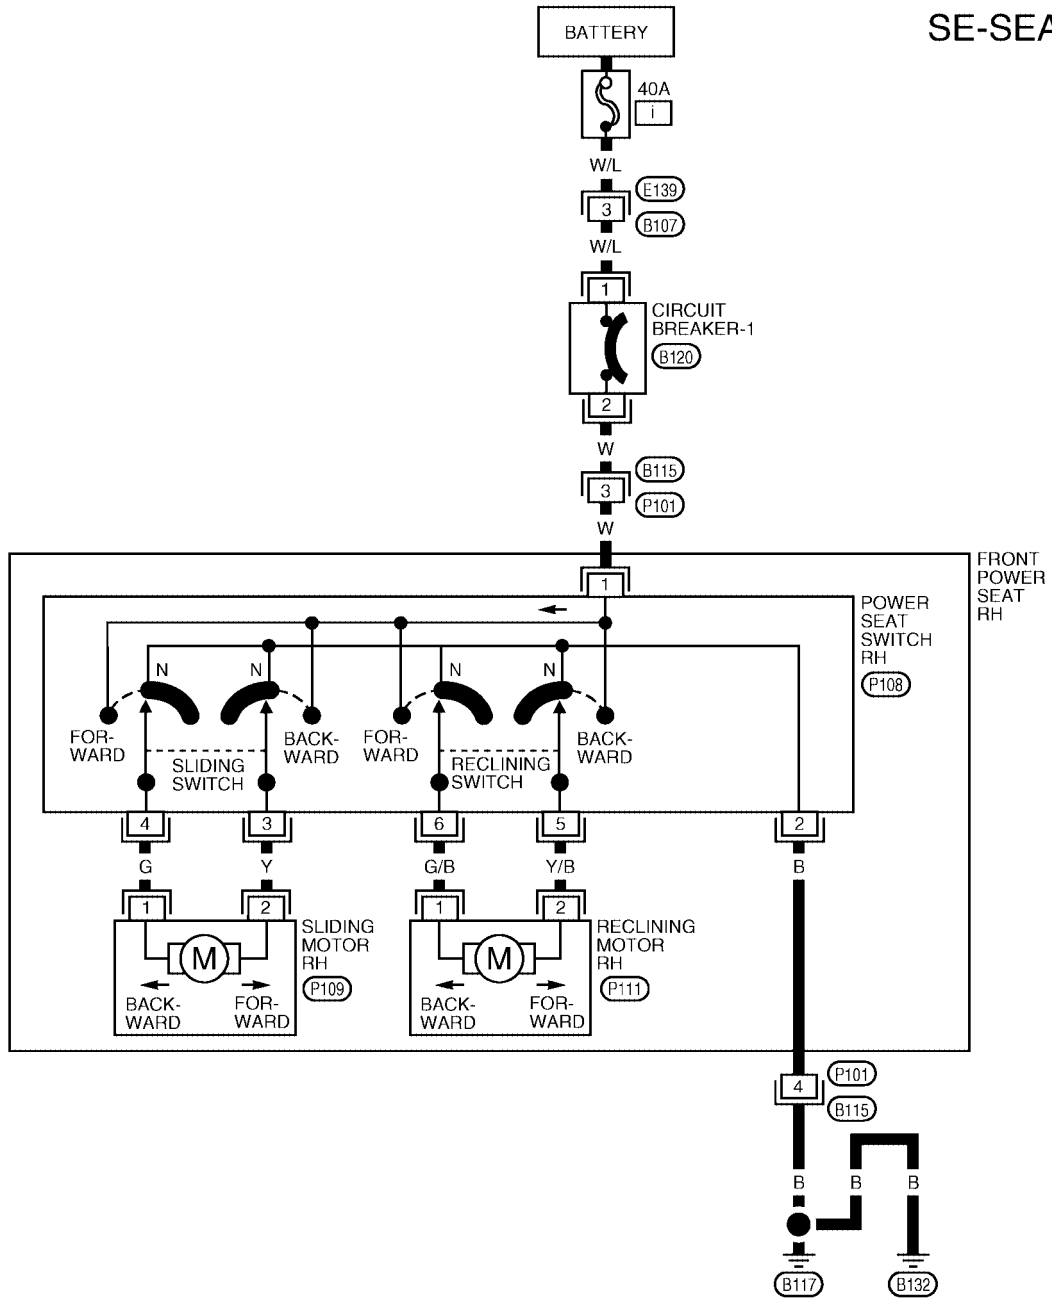 SE-SEA
BATTERY
40A
i
W/L
E139
3
B107
W/L
1
CIRCUIT
BREAKER-1
B120
2
W
B115
3
P101
W
FRONT
POWER
SEAT
RH
1
POWER
SEAT
SWITCH
RH
P108
N
N
N
N
FOR-
WARD
BACK-
WARD
FOR-
WARD
BACK-
WARD
SLIDING
SWITCH
RECLINING
SWITCH
4
3
6
5
2
G
Y
G/B
Y/B
B
1
2
1
2
SLIDING
MOTOR
RH
P109
RECLINING
MOTOR
RH
P111
M
M
BACK-
WARD
FOR-
WARD
BACK-
WARD
FOR-
WARD
4
P101
B115
B
B
B
B117
B132